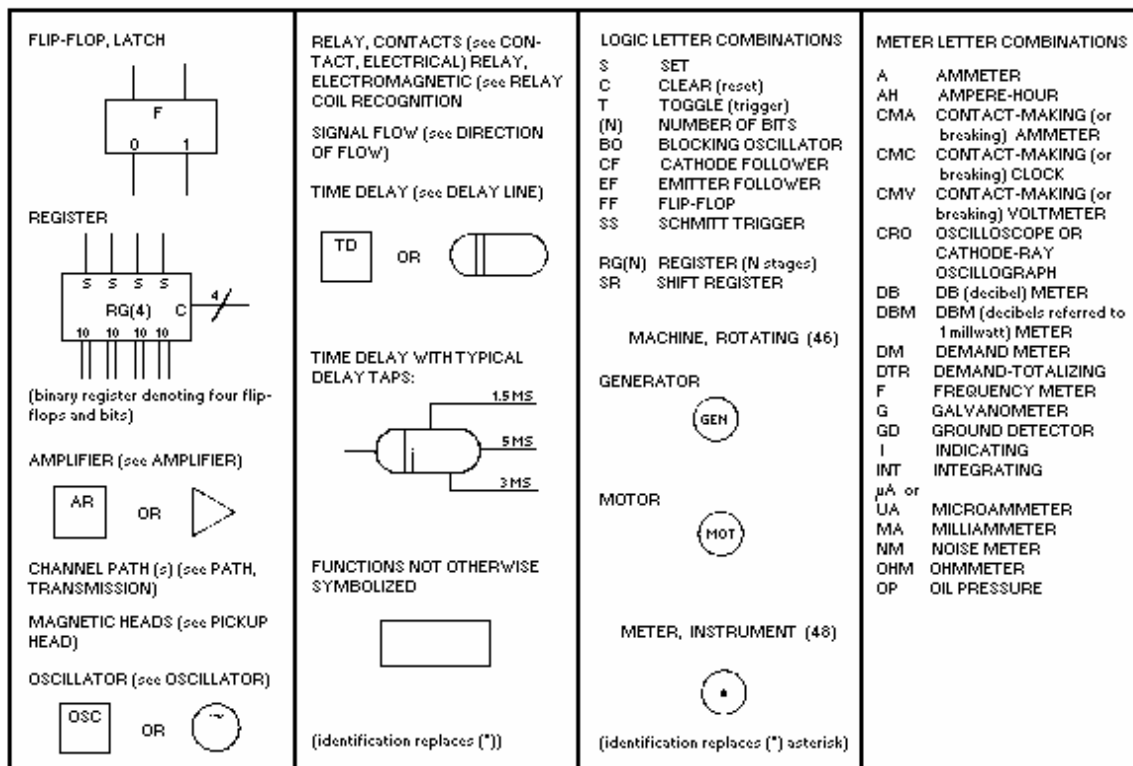 FLIP-FLOP, LATCH
F
0 1
REGISTER
S S S S
RG(4) C 4
10 10 10 10
(binary register denoting four flip-
flops and bits)
AMPLIFIER (see AMPLIFIER)
AR OR
CHANNEL PATH (s) (see PATH,
TRANSMISSION)
MAGNETIC HEADS (see PICKUP
HEAD)
OSCILLATOR (see OSCILLATOR)
OSC OR ~
RELAY, CONTACTS (see CON-
TACT, ELECTRICAL) RELAY,
ELECTROMAGNETIC (see RELAY
COIL RECOGNITION
SIGNAL FLOW (see DIRECTION
OF FLOW)
TIME DELAY (see DELAY LINE)
TD OR
TIME DELAY WITH TYPICAL
DELAY TAPS:
1.5 MS
5 MS
3 MS
FUNCTIONS NOT OTHERWISE
SYMBOLIZED
(identification replaces (*))
LOGIC LETTER COMBINATIONS
S SET
C CLEAR (reset)
T TOGGLE (trigger)
(N) NUMBER OF BITS
BO BLOCKING OSCILLATOR
CF CATHODE FOLLOWER
EF EMITTER FOLLOWER
FF FLIP-FLOP
SS SCHMITT TRIGGER
RG(N) REGISTER (N stages)
SR SHIFT REGISTER
MACHINE, ROTATING (46)
GENERATOR
GEN
MOTOR
MOT
METER, INSTRUMENT (48)
*
(identification replaces (*) asterisk)
METER LETTER COMBINATIONS
A AMMETER
AH AMPERE-HOUR
CMA CONTACT-MAKING (or
breaking) AMMETER
CMC CONTACT-MAKING (or
breaking) CLOCK
CMV CONTACT-MAKING (or
breaking) VOLTMETER
CRO OSCILLOSCOPE OR
CATHODE-RAY
OSCILLOGRAPH
DB DB (decibel) METER
DBM DBM (decibels referred to
1 millwatt) METER
DM DEMAND METER
DTR DEMAND-TOTALIZING
F FREQUENCY METER
G GALVANOMETER
GD GROUND DETECTOR
I INDICATING
INT INTEGRATING
µA or
UA MICROAMMETER
MA MILLIAMMETER
NM NOISE METER
OHM OHMMETER
OP OIL PRESSURE